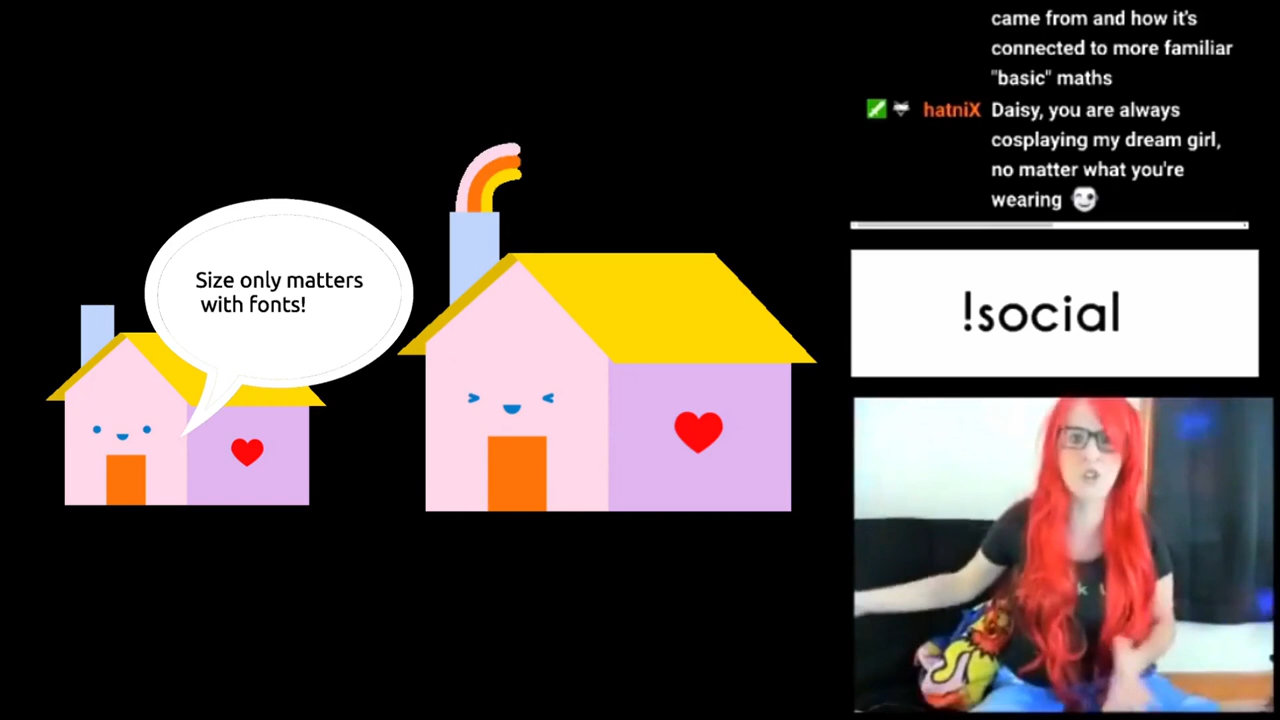 Size only matters
with fonts!
came from and how it's
connected to more familiar
"basic" maths
hatniX Daisy, you are always
cosplaying my dream girl,
no matter what you're
wearing
!social